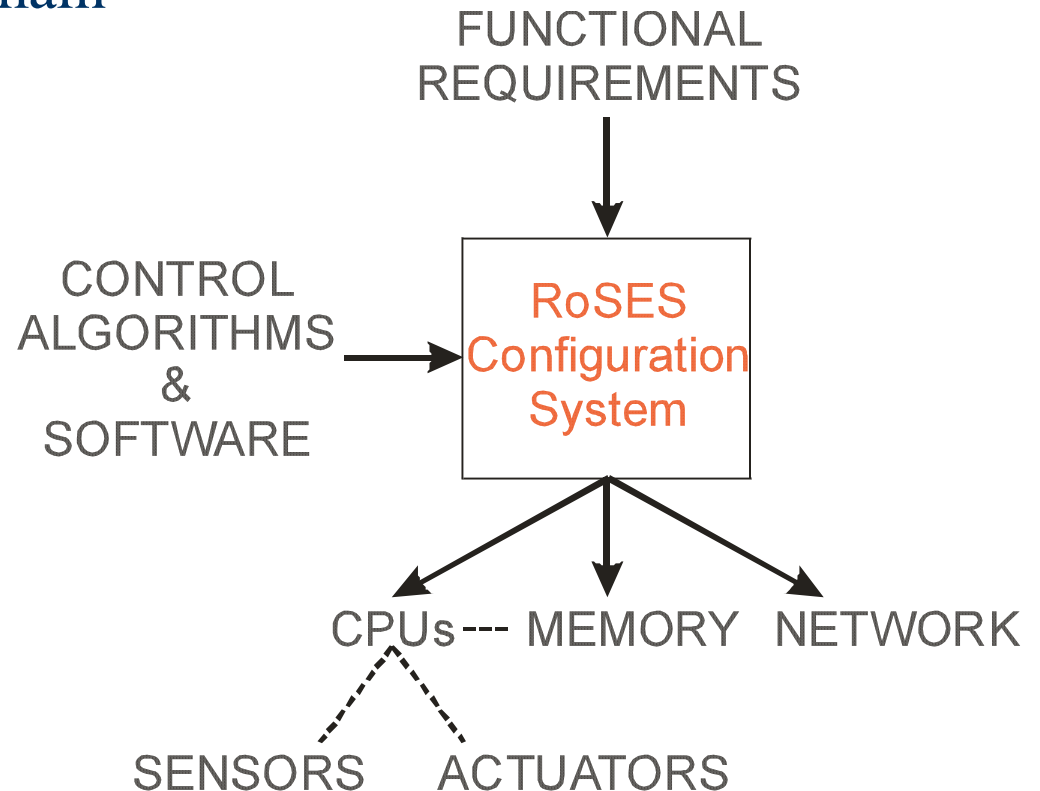 FUNCTIONAL
REQUIREMENTS
CONTROL
ALGORITHMS
&
SOFTWARE
RoSES
Configuration
System
CPUs --- MEMORY NETWORK
SENSORS ACTUATORS